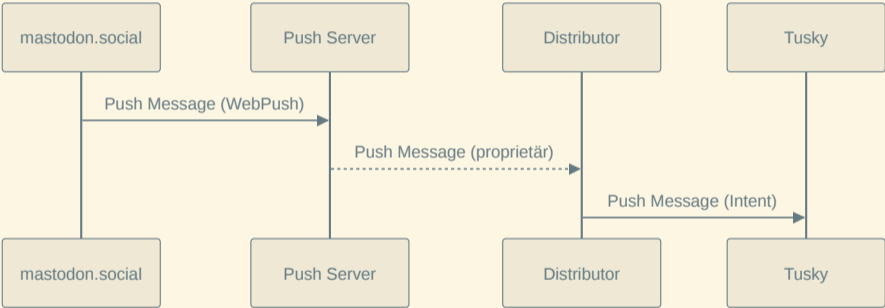 mastodon.social
Push Server
Distributor
Tusky
Push Message (WebPush)
Push Message (proprietär)
Push Message (Intent)
mastodon.social
Push Server
Distributor
Tusky